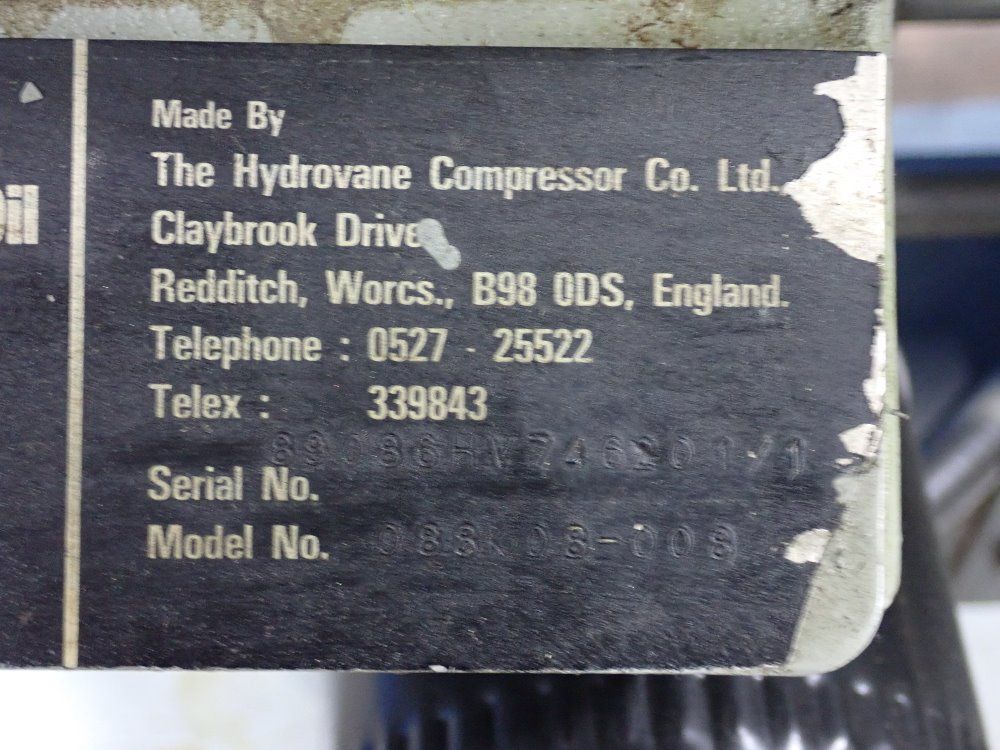 Oil
Made By
The Hydrovane Compressor Co. Ltd.
Claybrook Drive
Redditch, Worcs., B98 0DS, England.
Telephone : 0527 - 25522
Telex : 339843
Serial No.
Model No.